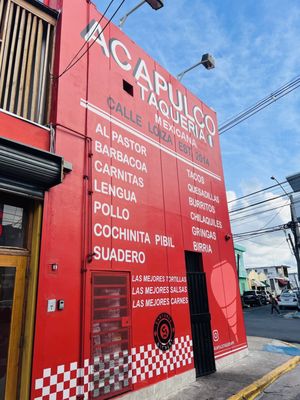 ACAPULCO
TAQUERIA
MEXICANA
CALLE LOIZA EST. 2014
AL PASTOR
BARBACOA
CARNITAS
LENGUA
POLLO
COCHINITA PIBIL
SUADERO
TACOS
QUESADILLAS
BURRITOS
CHILAQUILES
GRINGAS
BIRRIA
LAS MEJORES TORTILLAS
LAS MEJORES SALSAS
LAS MEJORES CARNES